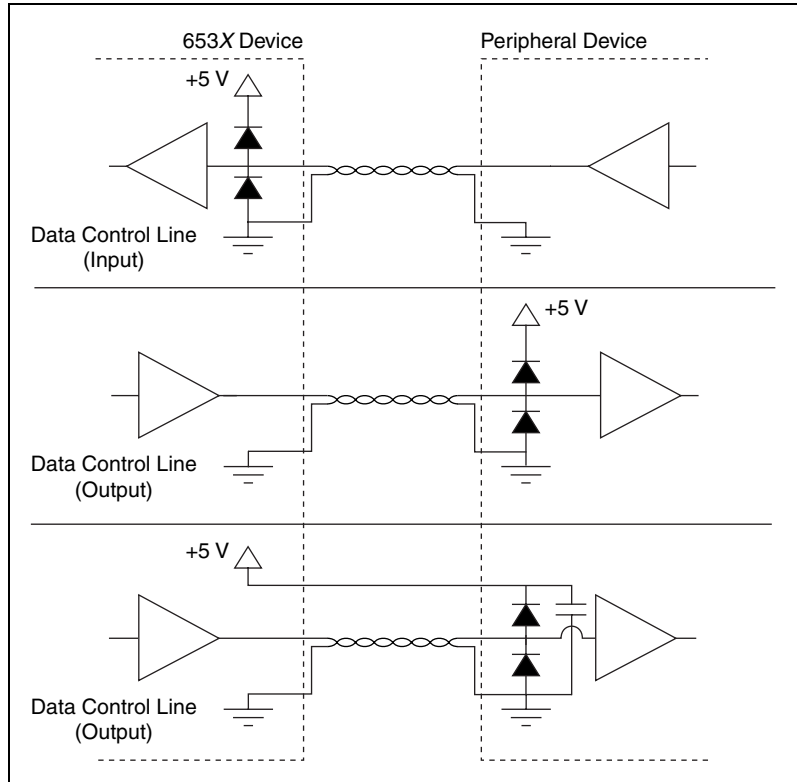 653X Device
Peripheral Device
+5 V
Data Control Line
(Input)
+5 V
Data Control Line
(Output)
+5 V
Data Control Line
(Output)